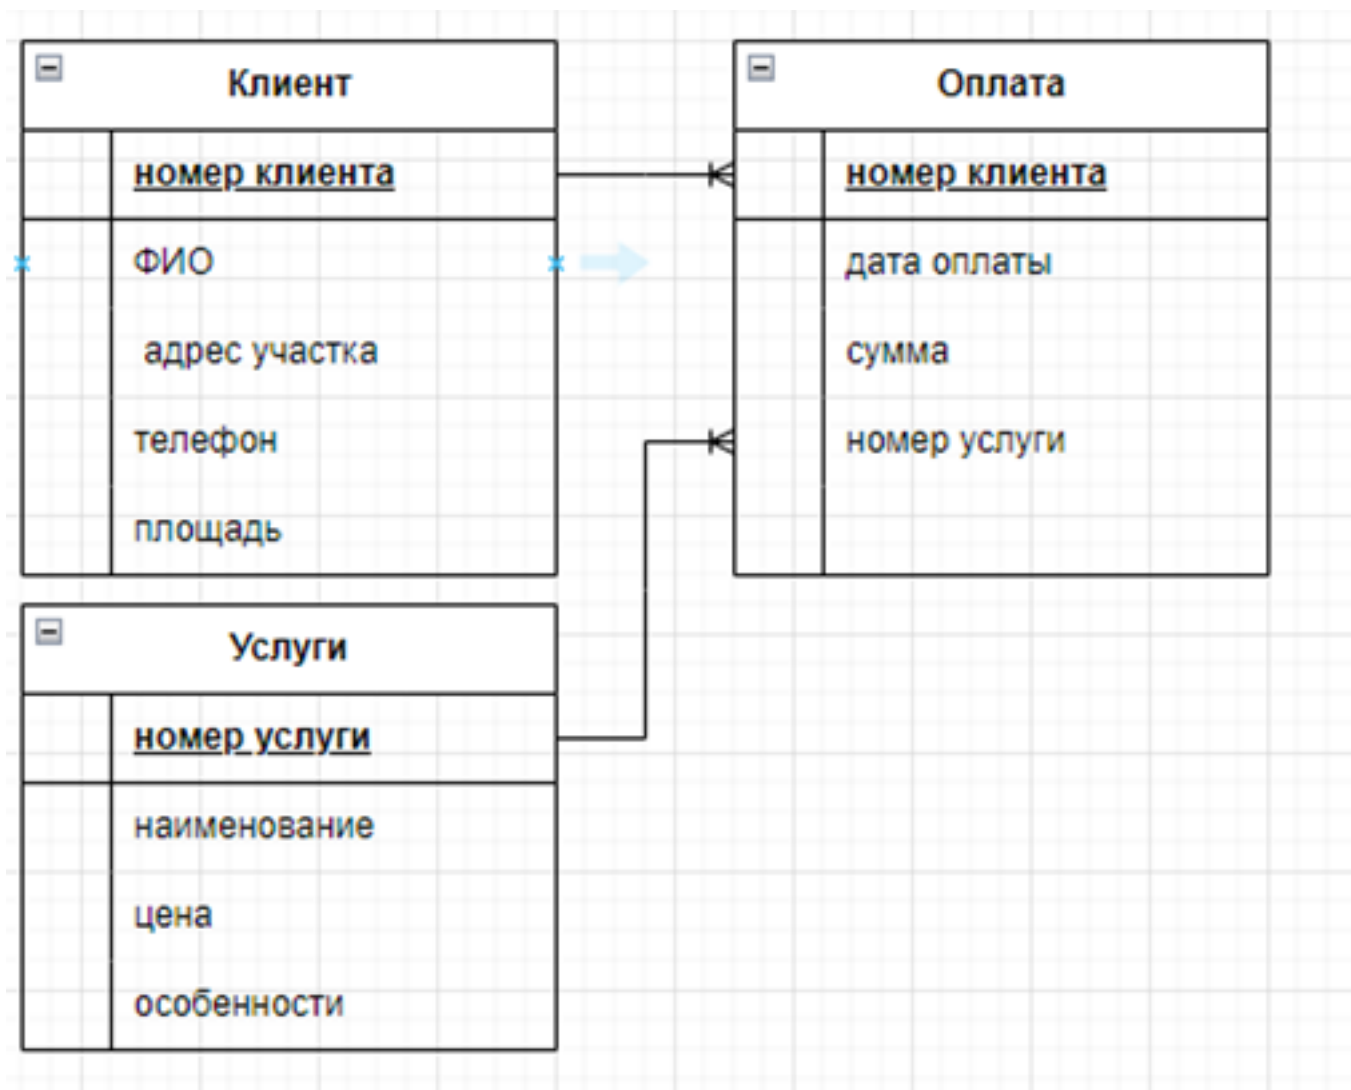 Клиент
номер клиента
ФИО
адрес участка
телефон
площадь
Оплата
номер клиента
дата оплаты
сумма
номер услуги
Услуги
номер услуги
наименование
цена
особенности